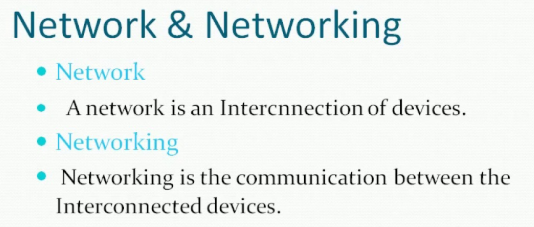 Network & Networking
• Network
• A network is an Intercnnection of devices.
• Networking
• Networking is the communication between the
Interconnected devices.